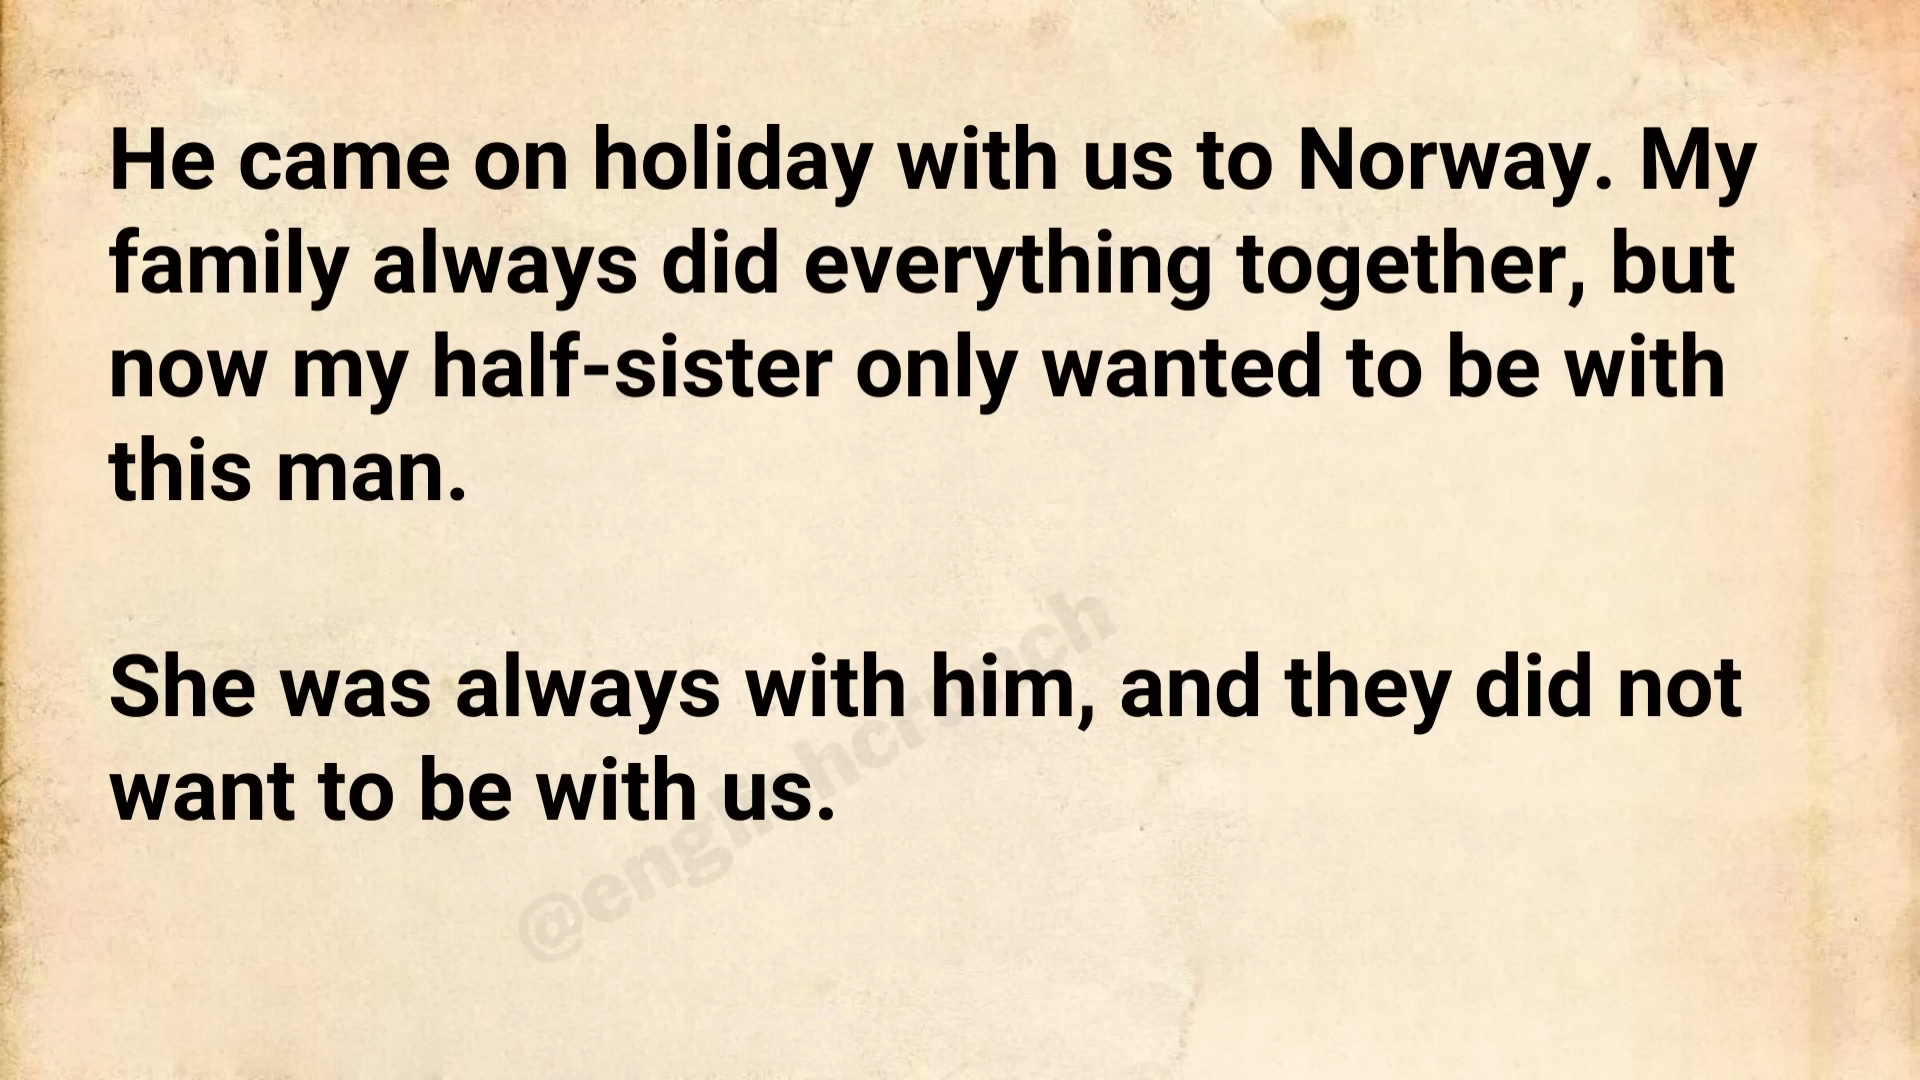 He came on holiday with us to Norway. My
family always did everything together, but
now my half-sister only wanted to be with
this man.
She was always with him, and they did not
want to be with us.
@englishcrunch